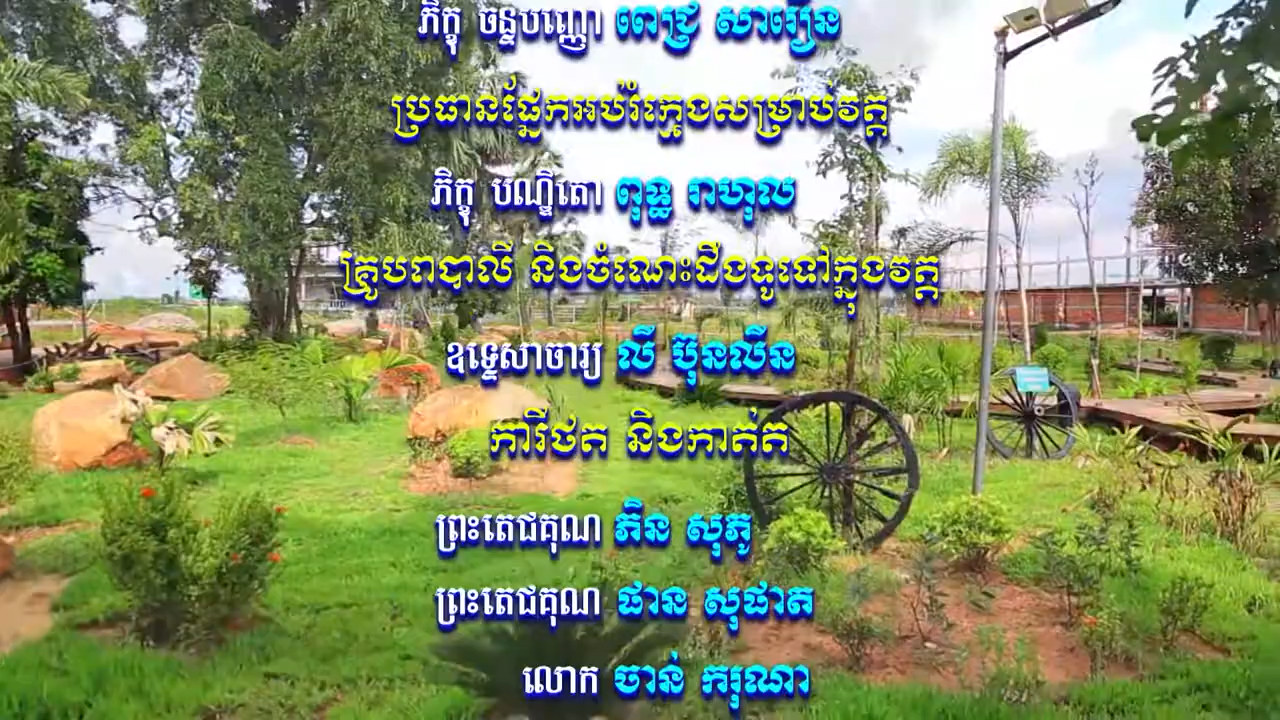 ភិក្ខុ ចន្ទបញ្ញោ ពេជ្រ សារឿន
ប្រធានផ្នែកអប់រំក្មេងសម្រាប់វត្ត
ភិក្ខុ បណ្ឌិតោ ពុទ្ធ រាហុល
គ្រូបរបាលី និងចំណេះដឹងទូទៅក្នុងវត្ត
ឧទ្ទេសាចារ្យ លី ប៊ុនលីន
ការីថត និងកាត់ត
ព្រះតេជគុណ ភិន សុភូ
ព្រះតេជគុណ ផាន សុផាត
លោក ចាន់ ករុណា